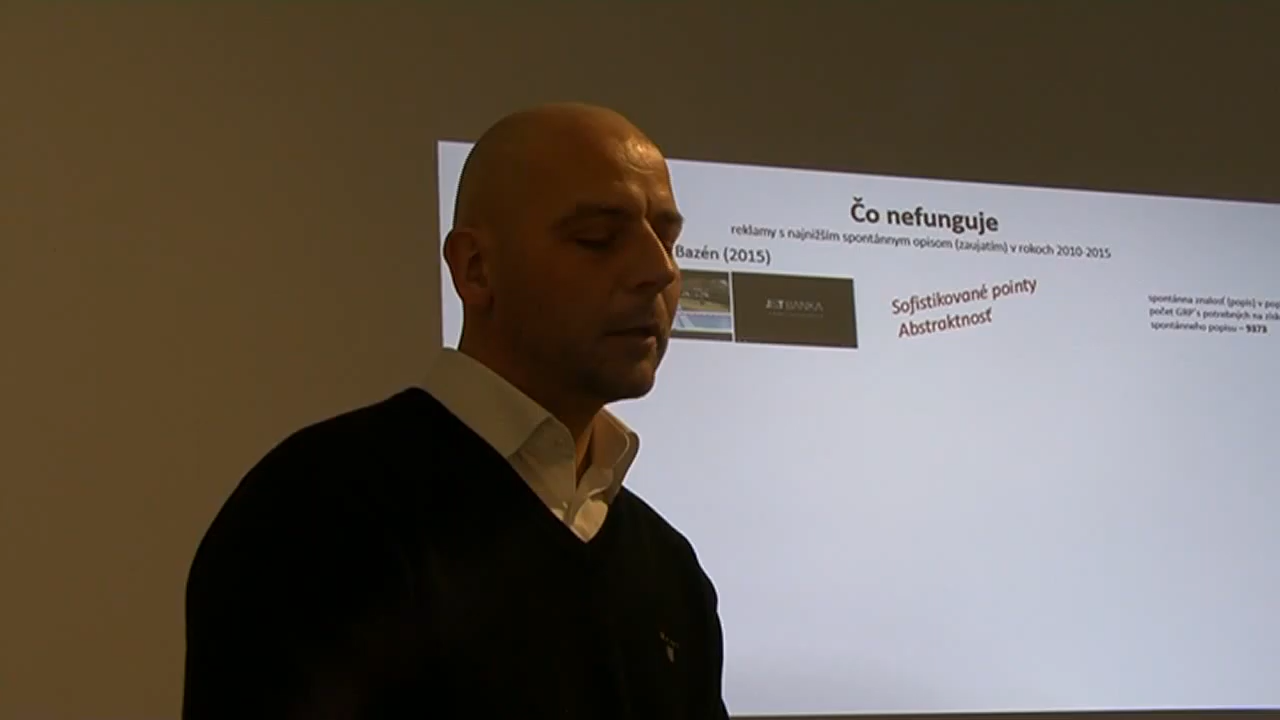 Čo nefunguje
reklamy s najnižším spontánnym opisom (zaujatím) v rokoch 2010-2015
Bazén (2015)
J&T BANKA
Sofistikované pointy
Abstraktnosť
spontánna znalosť (popis) v
počet GRP's potrebných na
spontánneho popisu – 9373